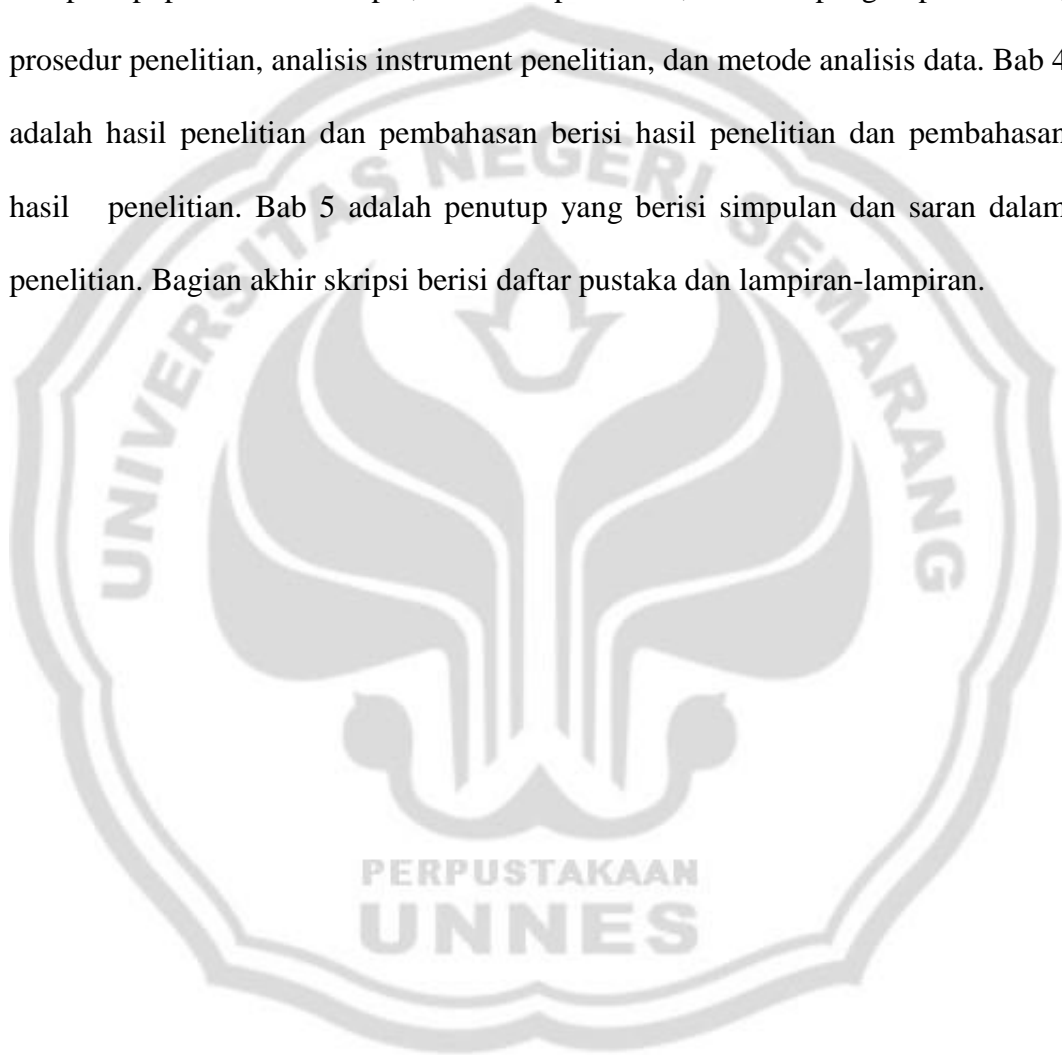 prosedur penelitian, analisis instrument penelitian, dan metode analisis data. Bab 4
adalah hasil penelitian dan pembahasan berisi hasil penelitian dan pembahasan
hasil penelitian. Bab 5 adalah penutup yang berisi simpulan dan saran dalam
penelitian. Bagian akhir skripsi berisi daftar pustaka dan lampiran-lampiran.
UNIVERSITAS NEGERI SEMARANG
PERPUSTAKAAN
UNNES